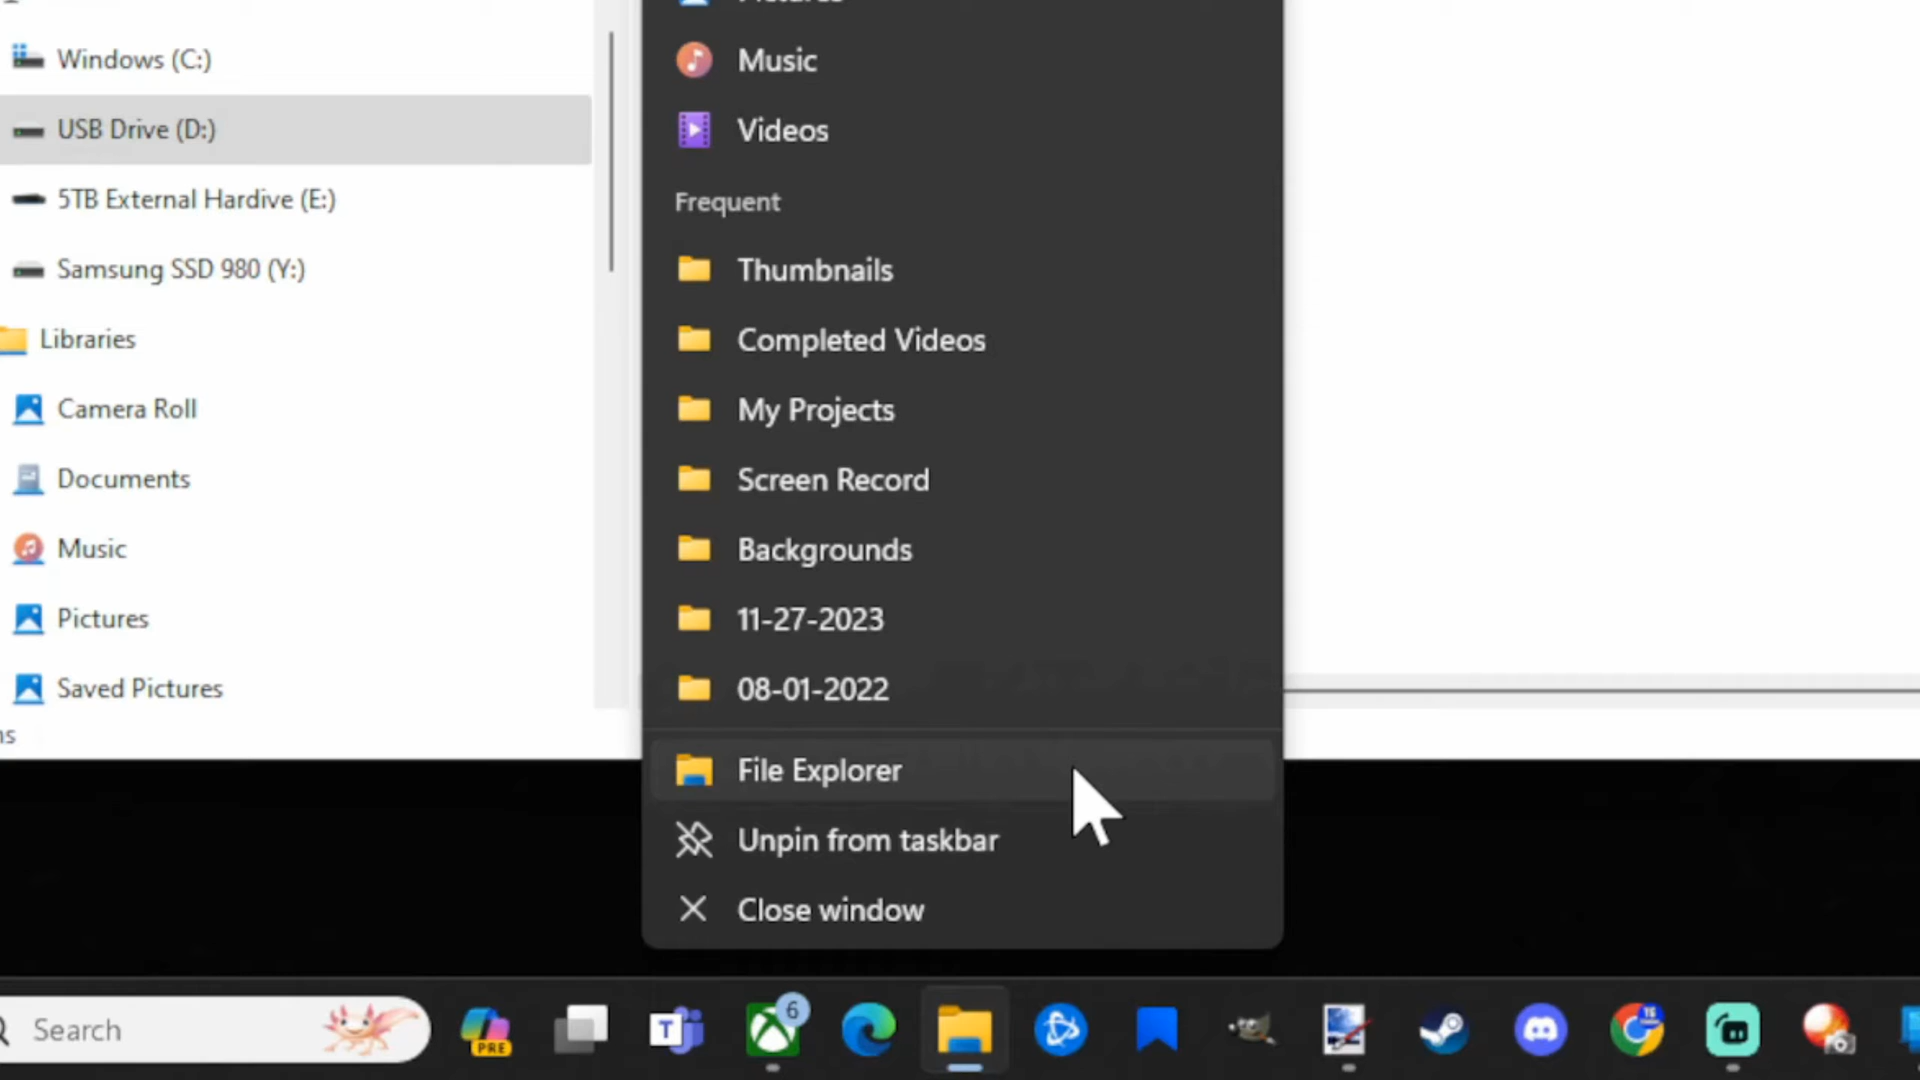 Windows (C:)
USB Drive (D:)
5TB External Hardive (E:)
Samsung SSD 980 (Y:)
Libraries
Camera Roll
Documents
Music
Pictures
Saved Pictures
Pictures
Music
Videos
Frequent
Thumbnails
Completed Videos
My Projects
Screen Record
Backgrounds
11-27-2023
08-01-2022
File Explorer
Unpin from taskbar
Close window
Search
PRE
T
6